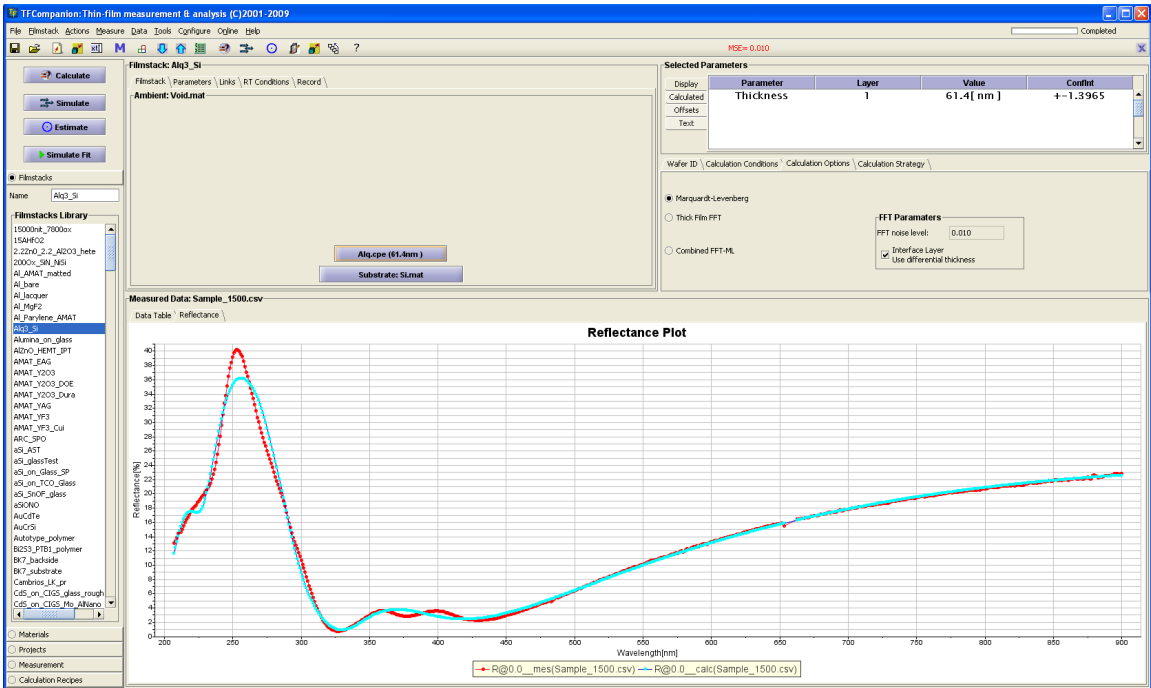 TFCompanion:Thin-film measurement & analysis (C)2001-2009
File Filmstack Actions Measure Data Tools Configure Online Help
Completed
M
?
MSE= 0.010
Calculate
Simulate
Estimate
Simulate Fit
Filmstacks
Name Alq3_Si
Filmstacks Library
15000nit_7800ox
15AHfO2
2.2ZnO_2.2_Al2O3_hete
200Ox_SiN_NiSi
Al_AMAT_matted
Al_bare
Al_lacquer
Al_MgF2
Al_Parylene_AMAT
Alq3_Si
Alumina_on_glass
AlZnO_HEMT_IPT
AMAT_EAG
AMAT_Y2O3
AMAT_Y2O3_DOE
AMAT_Y2O3_Dura
AMAT_YAG
AMAT_YF3
AMAT_YF3_Cui
ARC_SPO
aSi_AST
aSi_glassTest
aSi_on_Glass_SP
aSi_on_TCO_Glass
aSi_SnOF_glass
aSiONO
AuCdTe
AuCrSi
Autotype_polymer
Bi2S3_PTB1_polymer
BK7_backside
BK7_substrate
Cambrios_LK_pr
CdS_on_CIGS_glass_rough
CdS_on_CIGS_Mo_AlNano
Materials
Projects
Measurement
Calculation Recipes
Filmstack: Alq3_Si
Filmstack Parameters Links RT Conditions Record
Ambient: Void.mat
Alq.cpe (61.4nm )
Substrate: Si.mat
Selected Parameters
Display
Calculated
Offsets
Text
Parameter Layer Value ConfInt
Thickness 1 61.4[ nm ] +-1.3965
Wafer ID Calculation Conditions Calculation Options Calculation Strategy
Marquardt-Levenberg
Thick Film FFT
Combined FFT-ML
FFT Paramaters
FFT noise level: 0.010
Interface Layer
Use differential thickness
Measured Data: Sample_1500.csv
Data Table Reflectance
Reflectance Plot
Reflectance[%]
40
38
36
34
32
30
28
26
24
22
20
18
16
14
12
10
8
6
4
2
0
200 250 300 350 400 450 500 550 600 650 700 750 800 850 900
Wavelength[nm]
R@0.0__mes(Sample_1500.csv) R@0.0__calc(Sample_1500.csv)